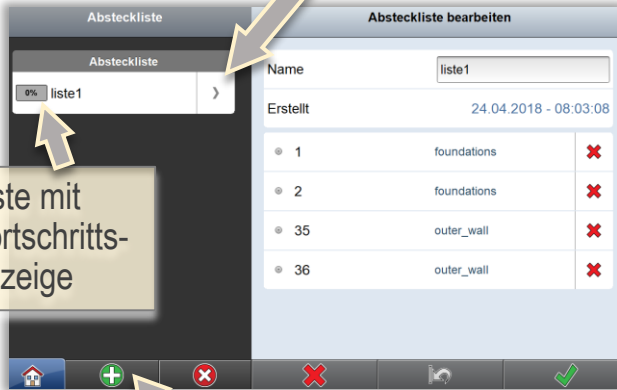 Absteckliste
Absteckliste bearbeiten
Absteckliste
0% liste1
Name liste1
Erstellt 24.04.2018 - 08:03:08
1 foundations
2 foundations
35 outer_wall
36 outer_wall
ste mit
ortschritts-
zeige